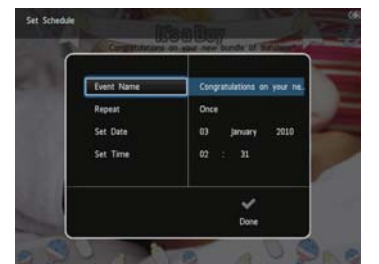 Set Schedule
It's a Boy
Congratulations on your new bundle of
Event Name Congratulations on your ne..
Repeat Once
Set Date 03 January 2010
Set Time 02 : 31
Done